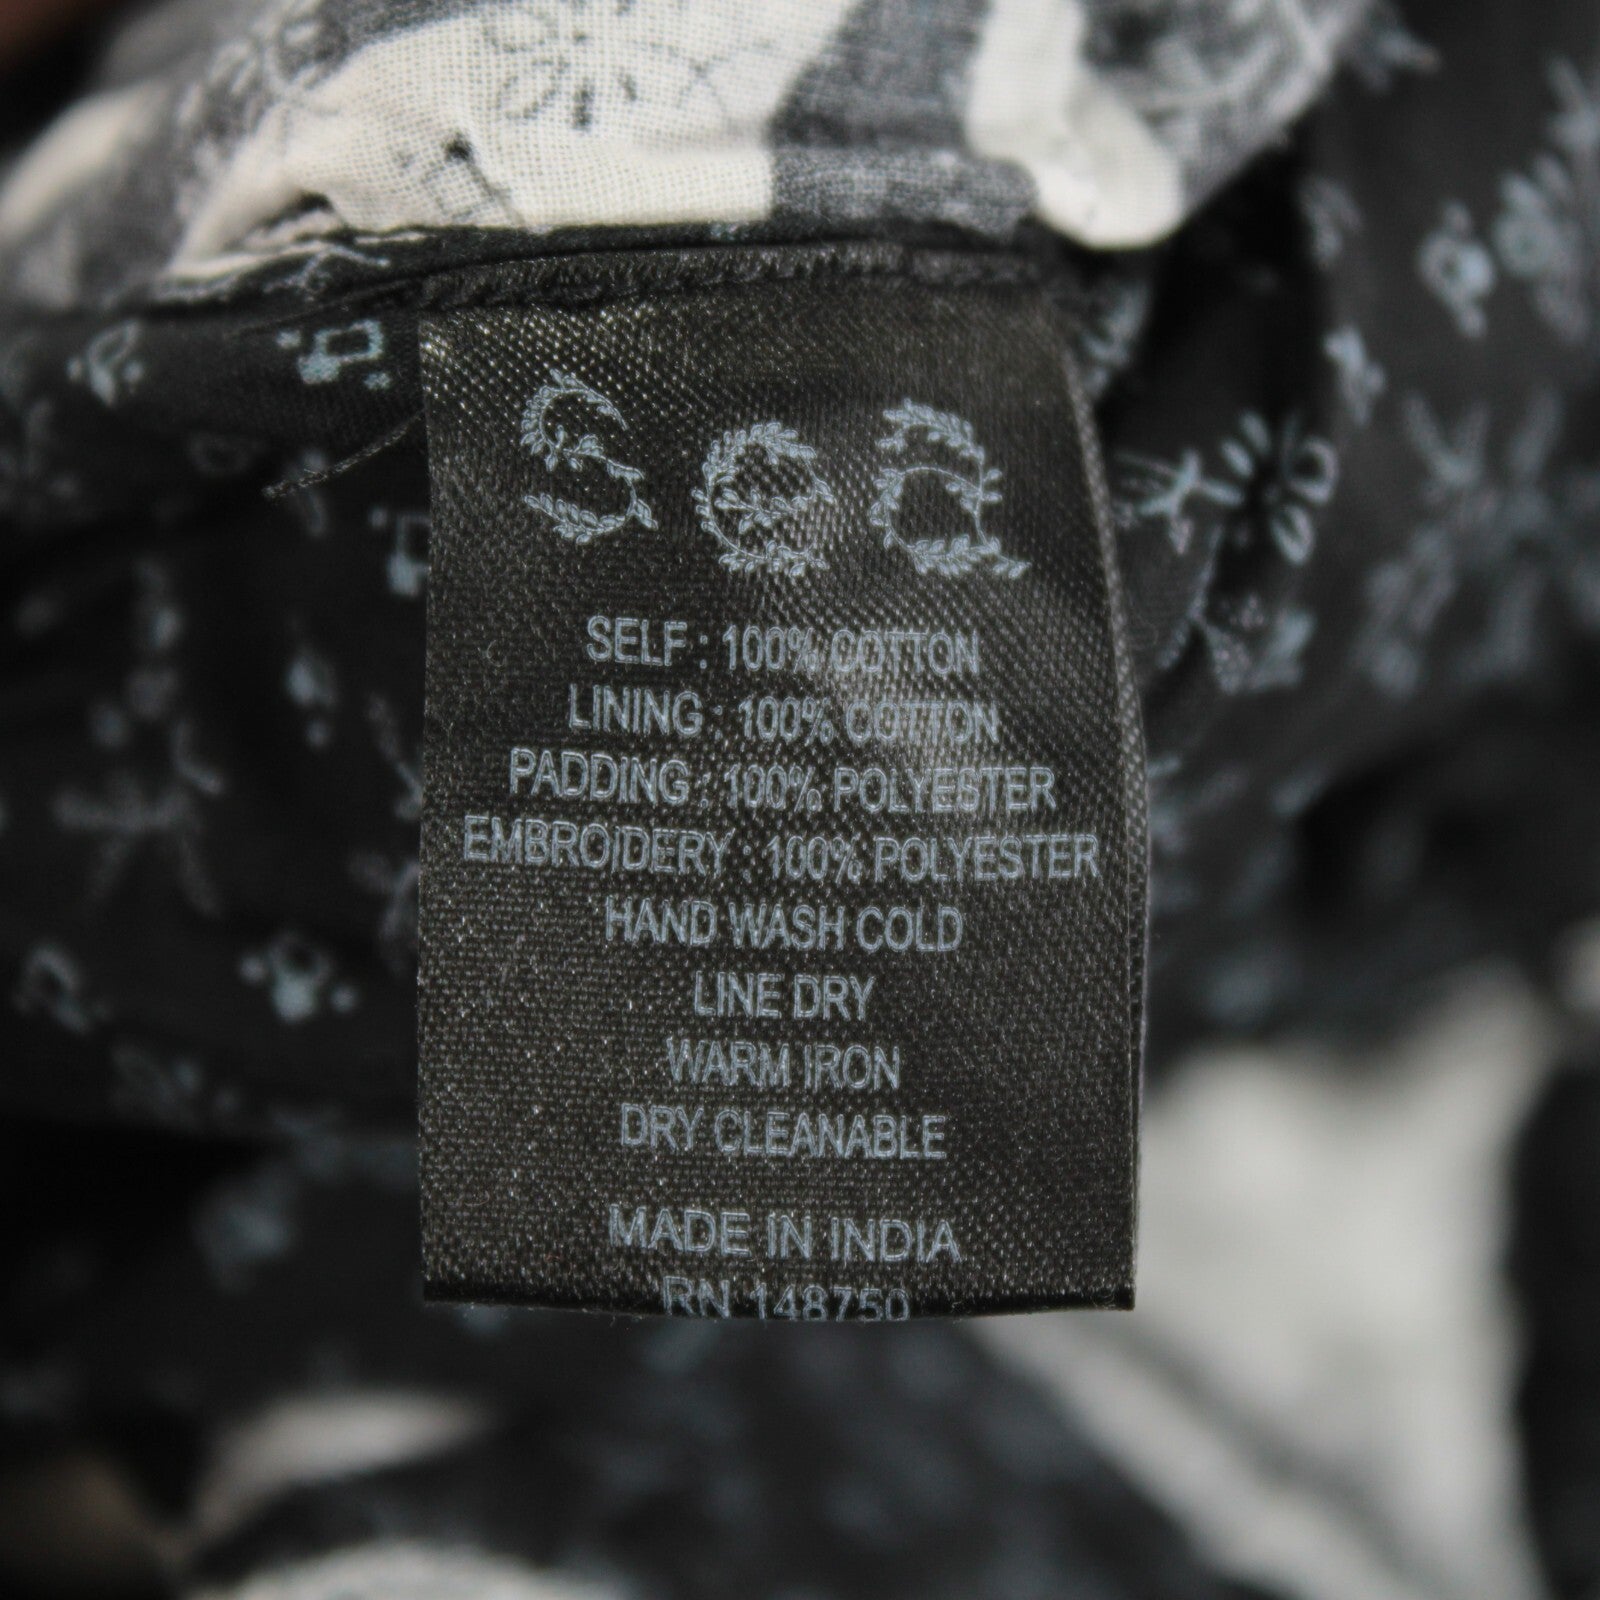 Sea
SELF : 100% COTTON
LINING : 100% COTTON
PADDING : 100% POLYESTER
EMBROIDERY : 100% POLYESTER
HAND WASH COLD
LINE DRY
WARM IRON
DRY CLEANABLE
MADE IN INDIA
RN 148750